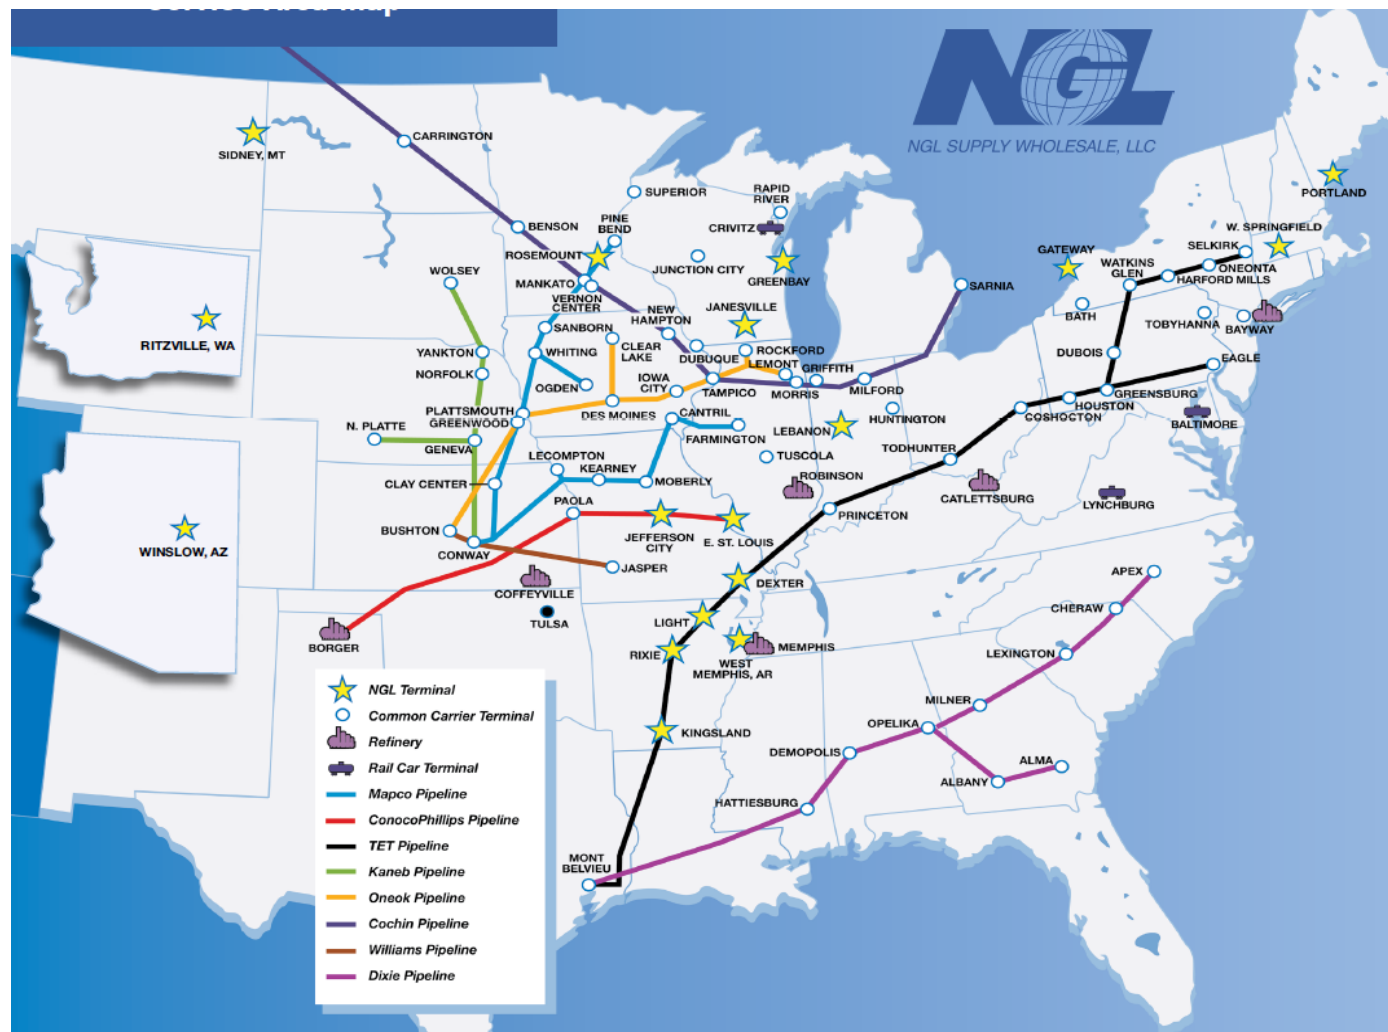 Service Area Map
NGL
NGL SUPPLY WHOLESALE, LLC
SIDNEY, MT
CARRINGTON
SUPERIOR
RAPID
RIVER
PORTLAND
BENSON
PINE
BEND
CRIVITZ
W. SPRINGFIELD
ROSEMOUNT
JUNCTION CITY
GREENBAY
GATEWAY
SELKIRK
WATKINS
GLEN
ONEONTA
HARFORD MILLS
WOLSEY
MANKATO
VERNON
CENTER
SARNIA
NEW
HAMPTON
JANESVILLE
BATH
TOBYHANNA
BAYWAY
RITZVILLE, WA
SANBORN
CLEAR
LAKE
DUBUQUE
ROCKFORD
LEMONT
GRIFFITH
YANKTON
WHITING
DUBOIS
EAGLE
NORFOLK
OGDEN
IOWA
CITY
TAMPICO
MORRIS
MILFORD
GREENSBURG
HOUSTON
COSHOCTON
PLATTSMOUTH
GREENWOOD
DES MOINES
CANTRIL
FARMINGTON
HUNTINGTON
BALTIMORE
N. PLATTE
GENEVA
LEBANON
TODHUNTER
LECOMPTON
KEARNEY
TUSCOLA
CLAY CENTER
MOBERLY
ROBINSON
CATLETTSBURG
LYNCHBURG
PAOLA
PRINCETON
WINSLOW, AZ
BUSHTON
CONWAY
JEFFERSON
CITY
E. ST. LOUIS
JASPER
DEXTER
APEX
COFFEYVILLE
TULSA
LIGHT
CHERAW
BORGER
RIXIE
WEST
MEMPHIS, AR
MEMPHIS
LEXINGTON
MILNER
OPELIKA
KINGSLAND
DEMOPOLIS
ALMA
ALBANY
HATTIESBURG
MONT
BELVIEU
NGL Terminal
Common Carrier Terminal
Refinery
Rail Car Terminal
Mapco Pipeline
ConocoPhillips Pipeline
TET Pipeline
Kaneb Pipeline
Oneok Pipeline
Cochin Pipeline
Williams Pipeline
Dixie Pipeline